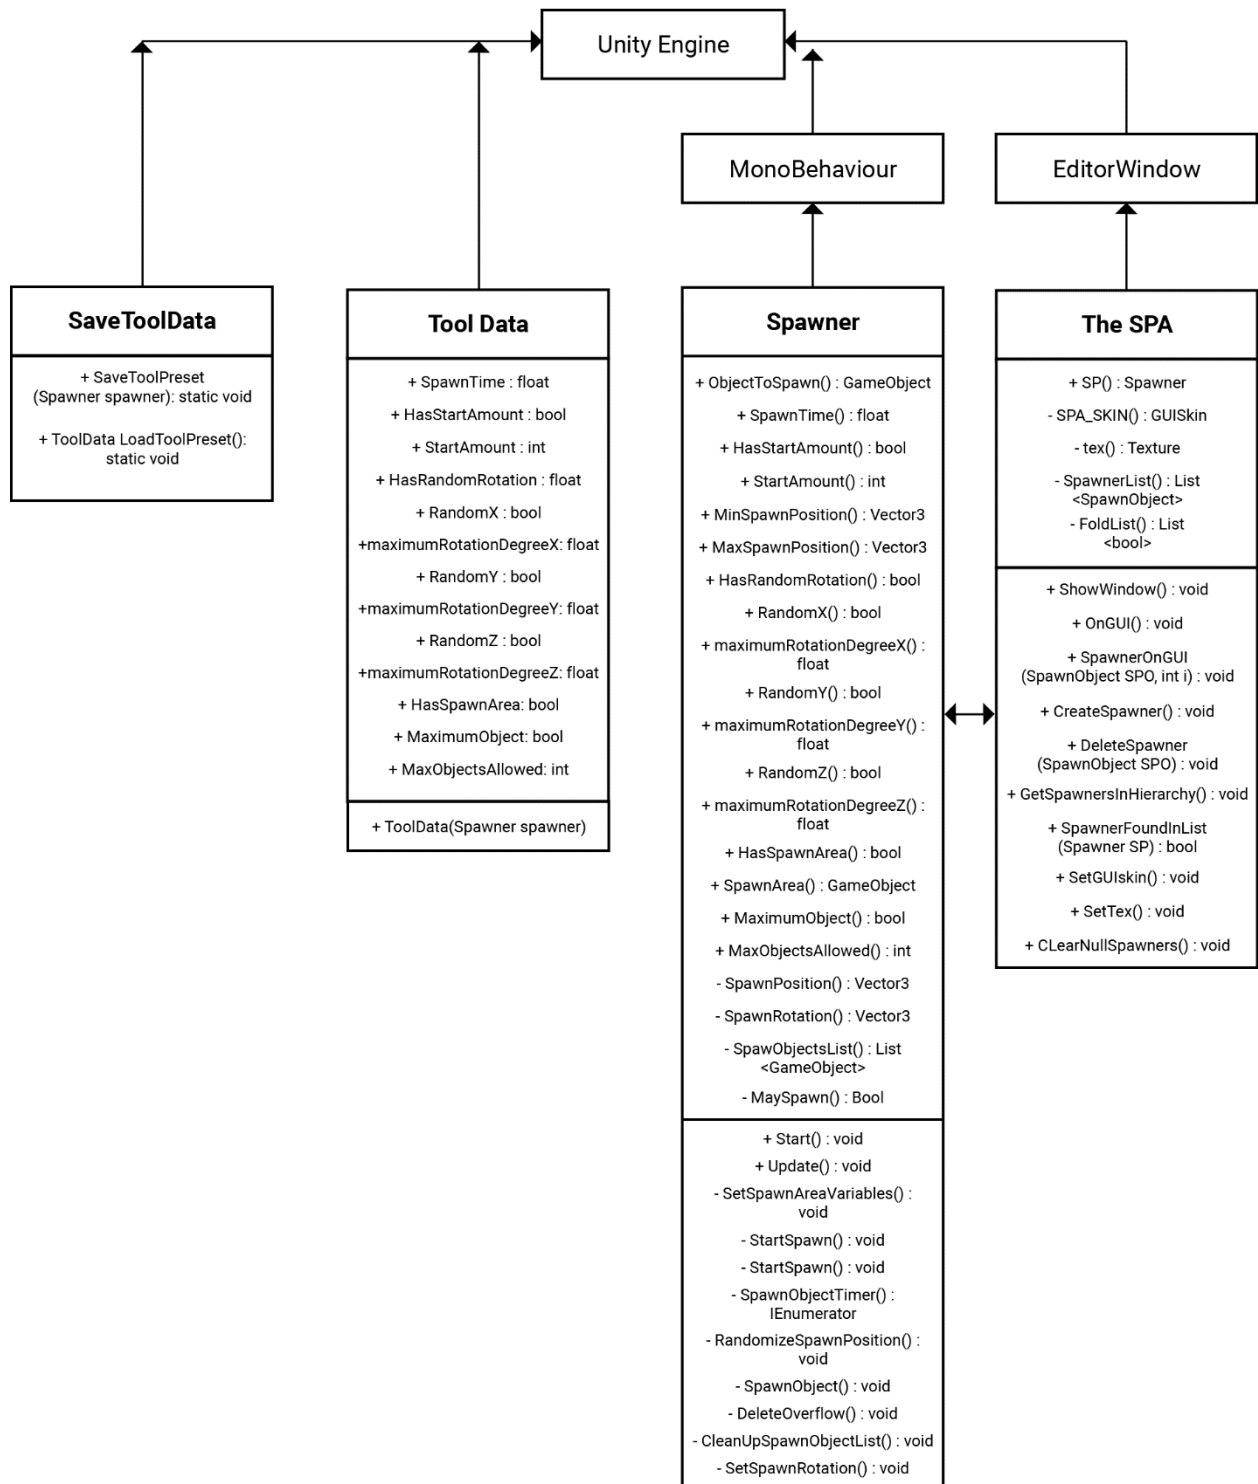 Unity Engine
MonoBehaviour
EditorWindow
SaveToolData
+ SaveToolPreset
(Spawner spawner): static void
+ ToolData LoadToolPreset():
static void
Tool Data
+ SpawnTime : float
+ HasStartAmount : bool
+ StartAmount : int
+ HasRandomRotation : float
+ RandomX : bool
+maximumRotationDegreeX: float
+ RandomY : bool
+maximumRotationDegreeY: float
+ RandomZ : bool
+maximumRotationDegreeZ: float
+ HasSpawnArea: bool
+ MaximumObject: bool
+ MaxObjectsAllowed: int
+ ToolData(Spawner spawner)
Spawner
+ ObjectToSpawn() : GameObject
+ SpawnTime() : float
+ HasStartAmount() : bool
+ StartAmount() : int
+ MinSpawnPosition() : Vector3
+ MaxSpawnPosition() : Vector3
+ HasRandomRotation() : bool
+ RandomX() : bool
+ maximumRotationDegreeX() :
float
+ RandomY() : bool
+ maximumRotationDegreeY() :
float
+ RandomZ() : bool
+ maximumRotationDegreeZ() :
float
+ HasSpawnArea() : bool
+ SpawnArea() : GameObject
+ MaximumObject() : bool
+ MaxObjectsAllowed() : int
- SpawnPosition() : Vector3
- SpawnRotation() : Vector3
- SpawObjectsList() : List
<GameObject>
- MaySpawn() : Bool
+ Start() : void
+ Update() : void
- SetSpawnAreaVariables() :
void
- StartSpawn() : void
- StartSpawn() : void
- SpawnObjectTimer() :
IEnumerator
- RandomizeSpawnPosition() :
void
- SpawnObject() : void
- DeleteOverflow() : void
- CleanUpSpawnObjectList() : void
- SetSpawnRotation() : void
The SPA
+ SP() : Spawner
- SPA_SKIN() : GUISkin
- tex() : Texture
- SpawnerList() : List
<SpawnObject>
- FoldList() : List
<bool>
+ ShowWindow() : void
+ OnGUI() : void
+ SpawnerOnGUI
(SpawnObject SPO, int i) : void
+ CreateSpawner() : void
+ DeleteSpawner
(SpawnObject SPO) : void
+ GetSpawnersInHierarchy() : void
+ SpawnerFoundInList
(Spawner SP) : bool
+ SetGUIskin() : void
+ SetTex() : void
+ CLearNullSpawners() : void